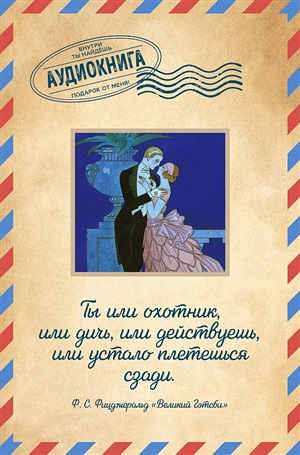 ВНУТРИ
ТЫ НАЙДЁШЬ
АУДИОКНИГА
ПОДАРОК ОТ МЕНЯ!
Ты или охотник,
или дичь, или действуешь,
или устало плетешься
сзади.
Ф. С. Фицджеральд «Великий Гэтсби»